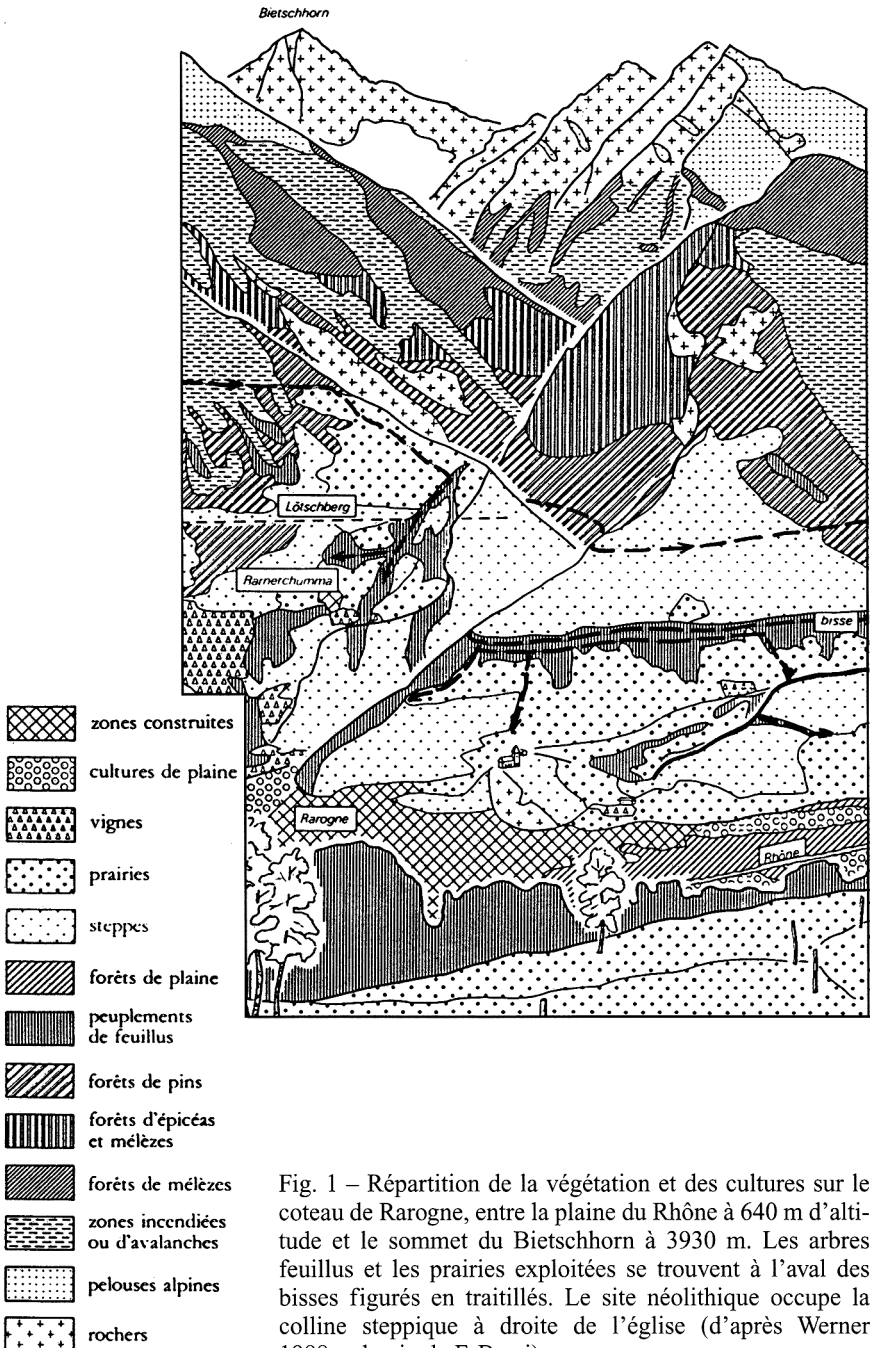 Bietschhorn
Lötschberg
Rarnerchumma
bisse
Rarogne
Rhône
zones construites
cultures de plaine
vignes
prairies
steppes
forêts de plaine
peuplements
de feuillus
forêts de pins
forêts d'épicéas
et mélèzes
forêts de mélèzes
zones incendiées
ou d'avalanches
pelouses alpines
rochers
Fig. 1 – Répartition de la végétation et des cultures sur le
coteau de Rarogne, entre la plaine du Rhône à 640 m d'alti-
tude et le sommet du Bietschhorn à 3930 m. Les arbres
feuillus et les prairies exploitées se trouvent à l'aval des
bisses figurés en traitillés. Le site néolithique occupe la
colline steppique à droite de l'église (d'après Werner